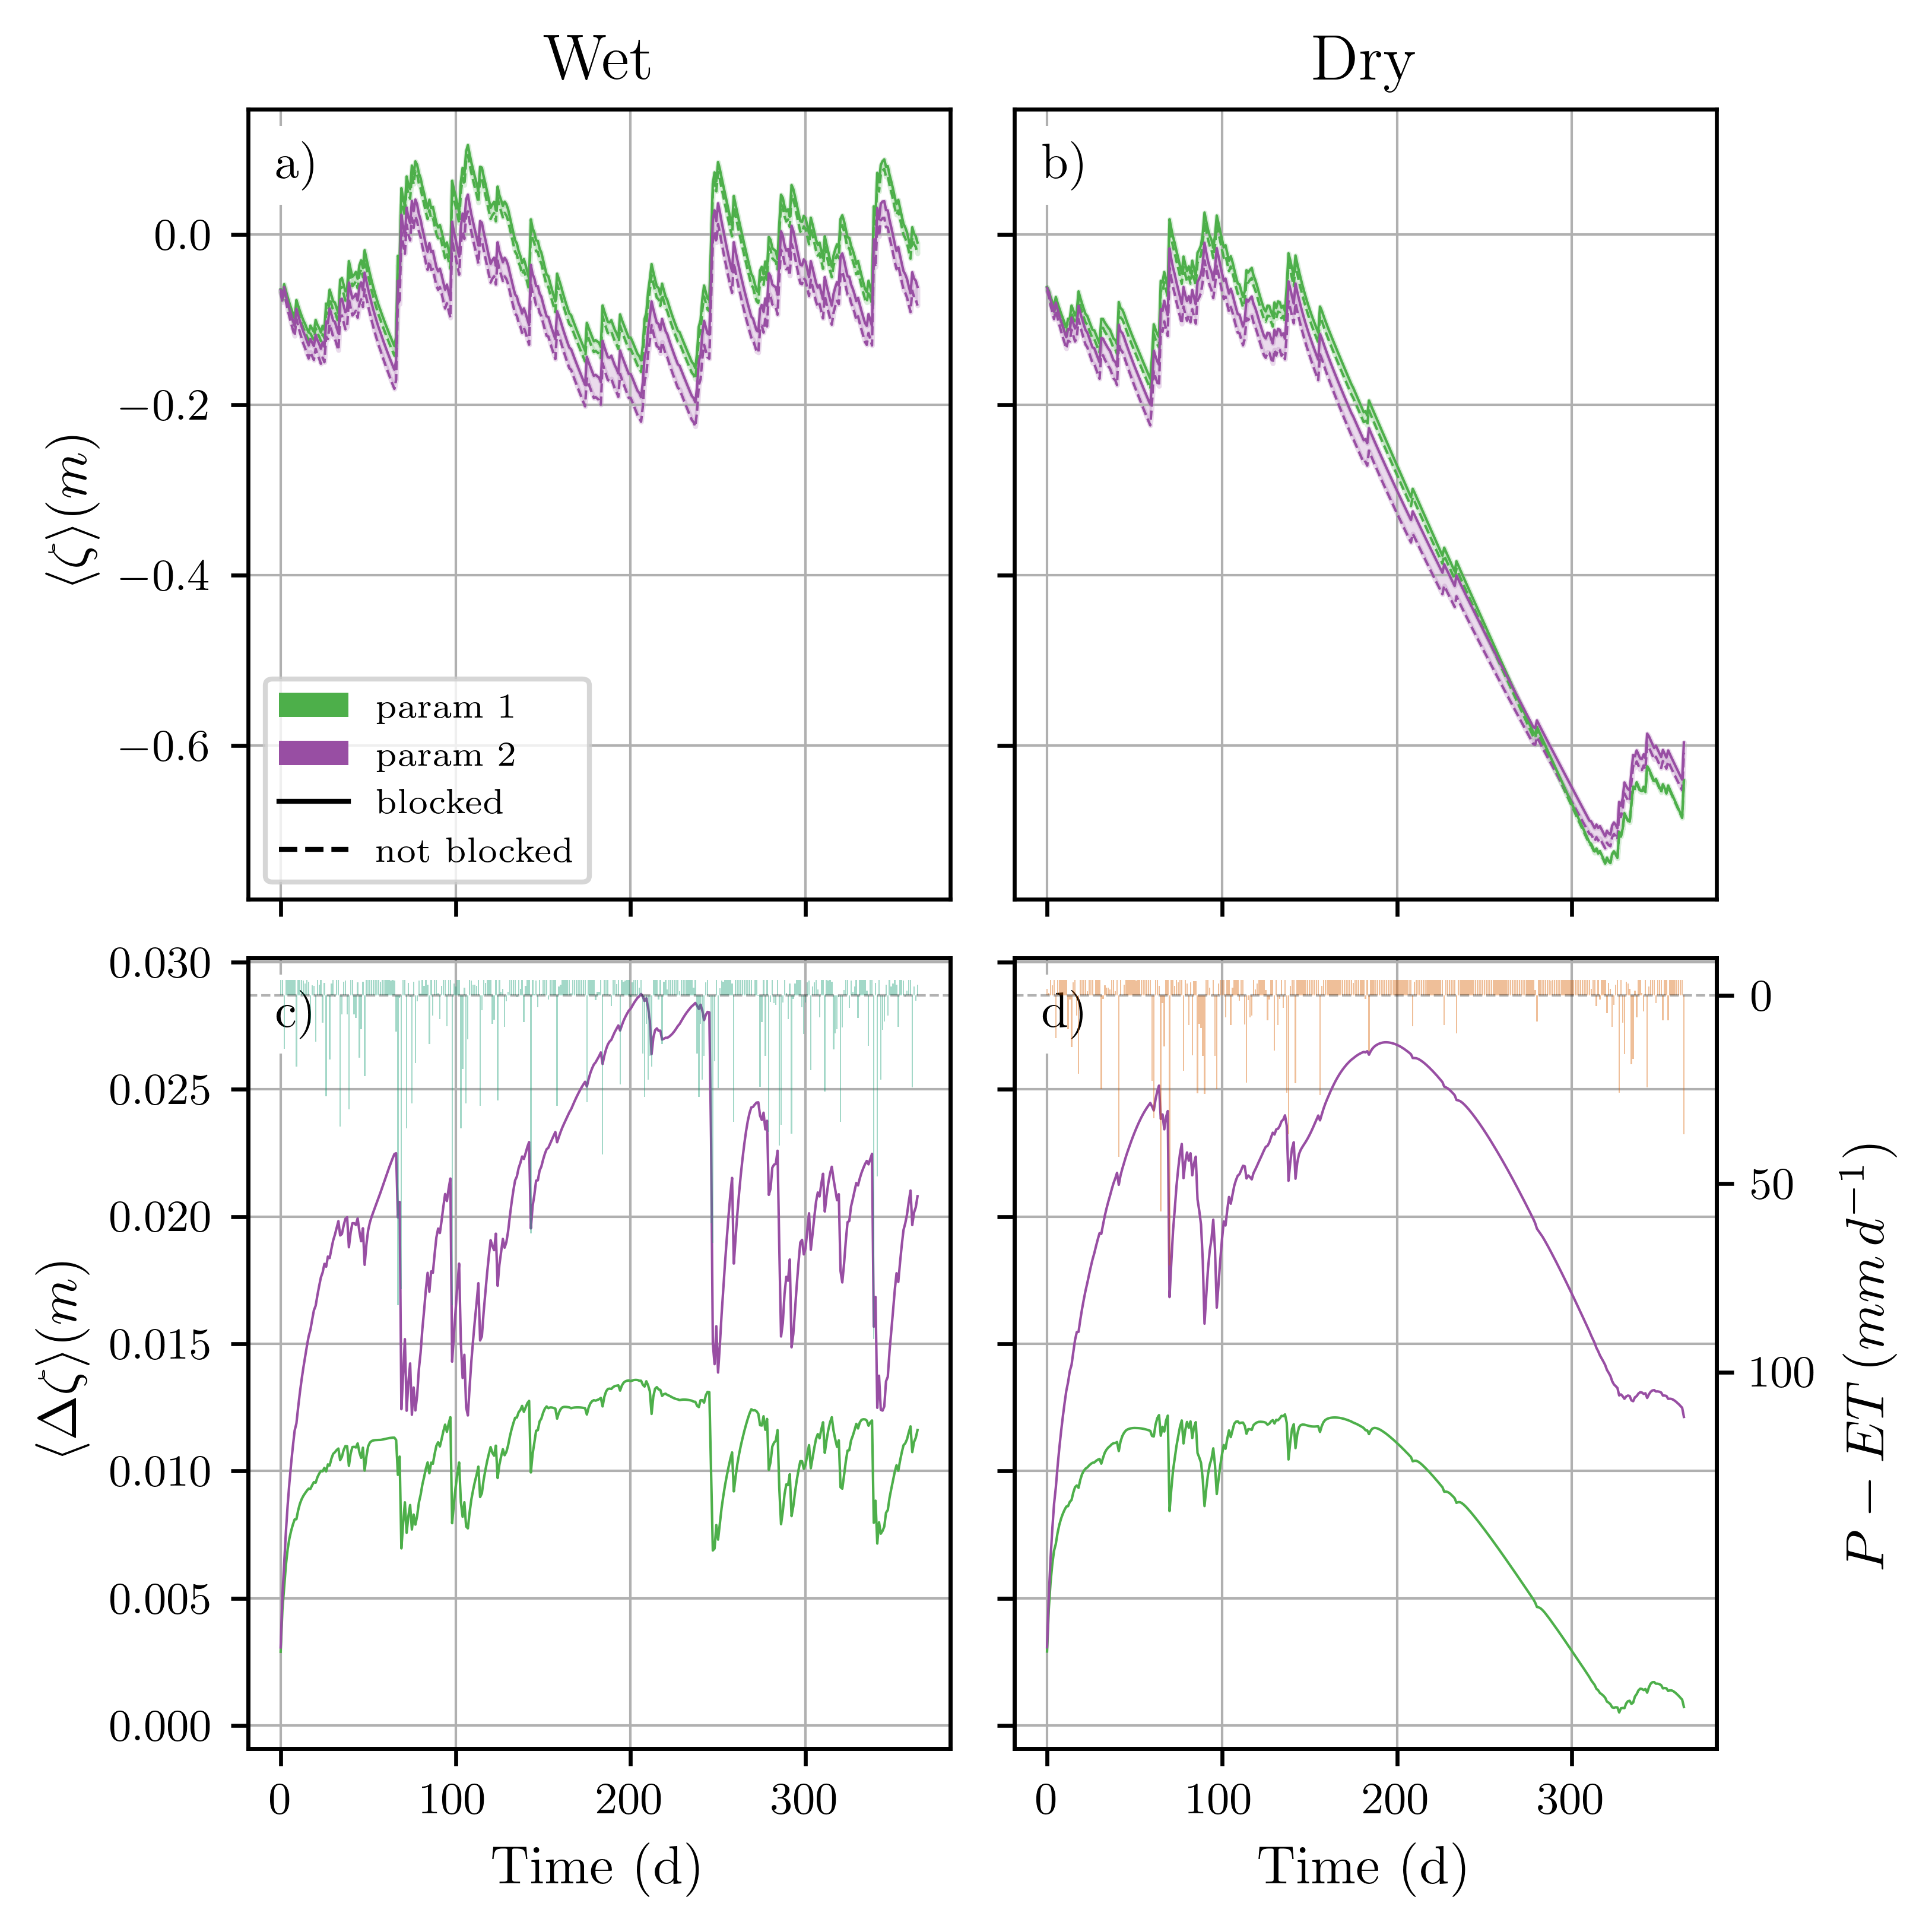 Wet
Dry
a)
b)
0.0
−0.2
−0.4
−0.6
⟨ζ⟩(m)
param 1
param 2
blocked
not blocked
c)
d)
0.030
0.025
0.020
0.015
0.010
0.005
0.000
⟨Δζ⟩(m)
0
50
100
P − ET (mm d⁻¹)
0 100 200 300
0 100 200 300
Time (d)
Time (d)